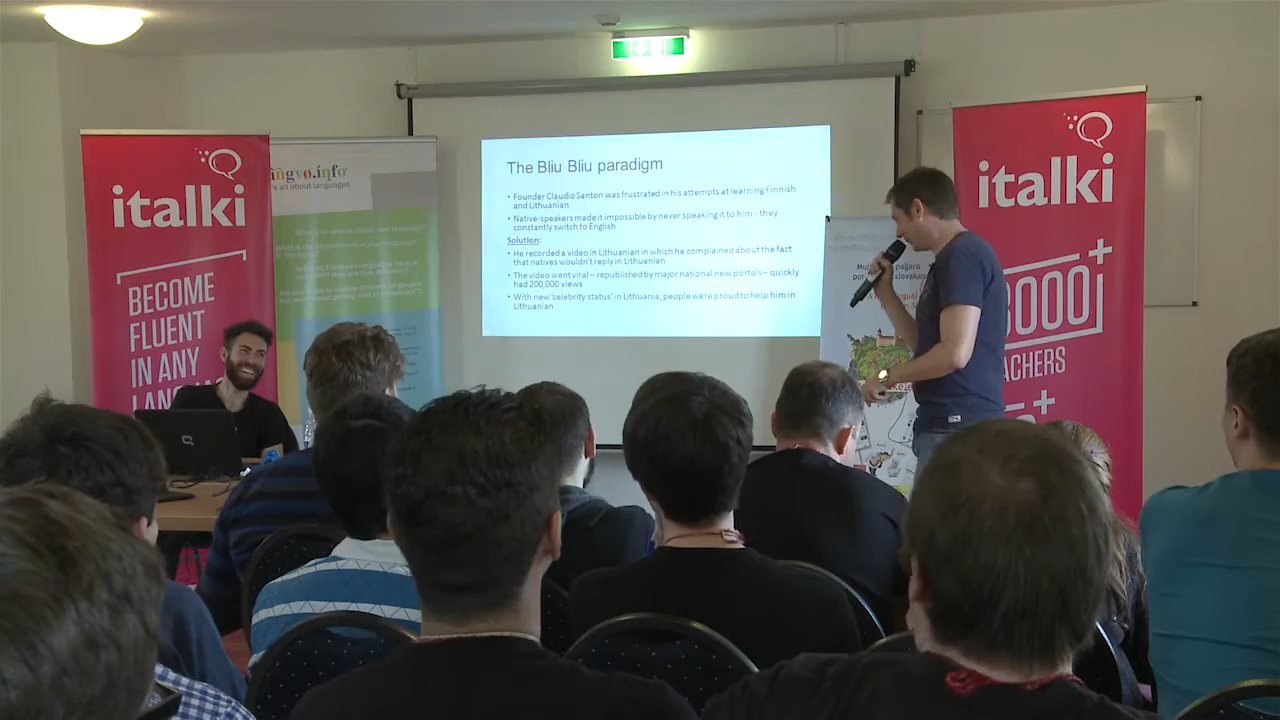 The Bliu Bliu paradigm
• Founder Claudio Santori was frustrated in his attempts at learning Finnish
and Lithuanian
• Native-speakers made it impossible by never speaking it to him - they
constantly switch to English
Solution:
• He recorded a video in Lithuanian in which he complained about the fact
that natives wouldn't reply in Lithuanian
• The video went viral – republished by major national new portals – quickly
had 200,000 views
• With new 'celebrity status' in Lithuania, people were proud to help him in
Lithuanian
italki
BECOME
FLUENT
IN ANY
iñgvø.íŋfo
's all about languages
italki
3000+
ACHERS